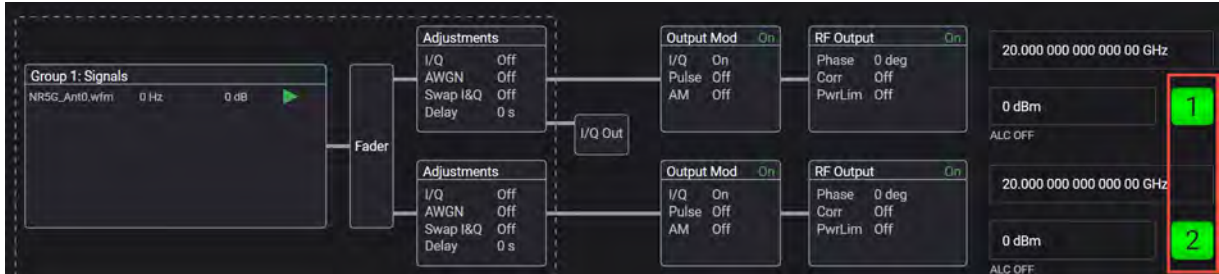 Group 1: Signals
NR5G_Ant0.wfm 0 Hz 0 dB
Fader
Adjustments
I/Q Off
AWGN Off
Swap I&Q Off
Delay 0 s
I/Q Out
Output Mod On
I/Q On
Pulse Off
AM Off
RF Output On
Phase 0 deg
Corr Off
PwrLim Off
20.000 000 000 000 00 GHz
0 dBm
1
ALC OFF
Adjustments
I/Q Off
AWGN Off
Swap I&Q Off
Delay 0 s
Output Mod On
I/Q On
Pulse Off
AM Off
RF Output On
Phase 0 deg
Corr Off
PwrLim Off
20.000 000 000 000 00 GHz
0 dBm
2
ALC OFF